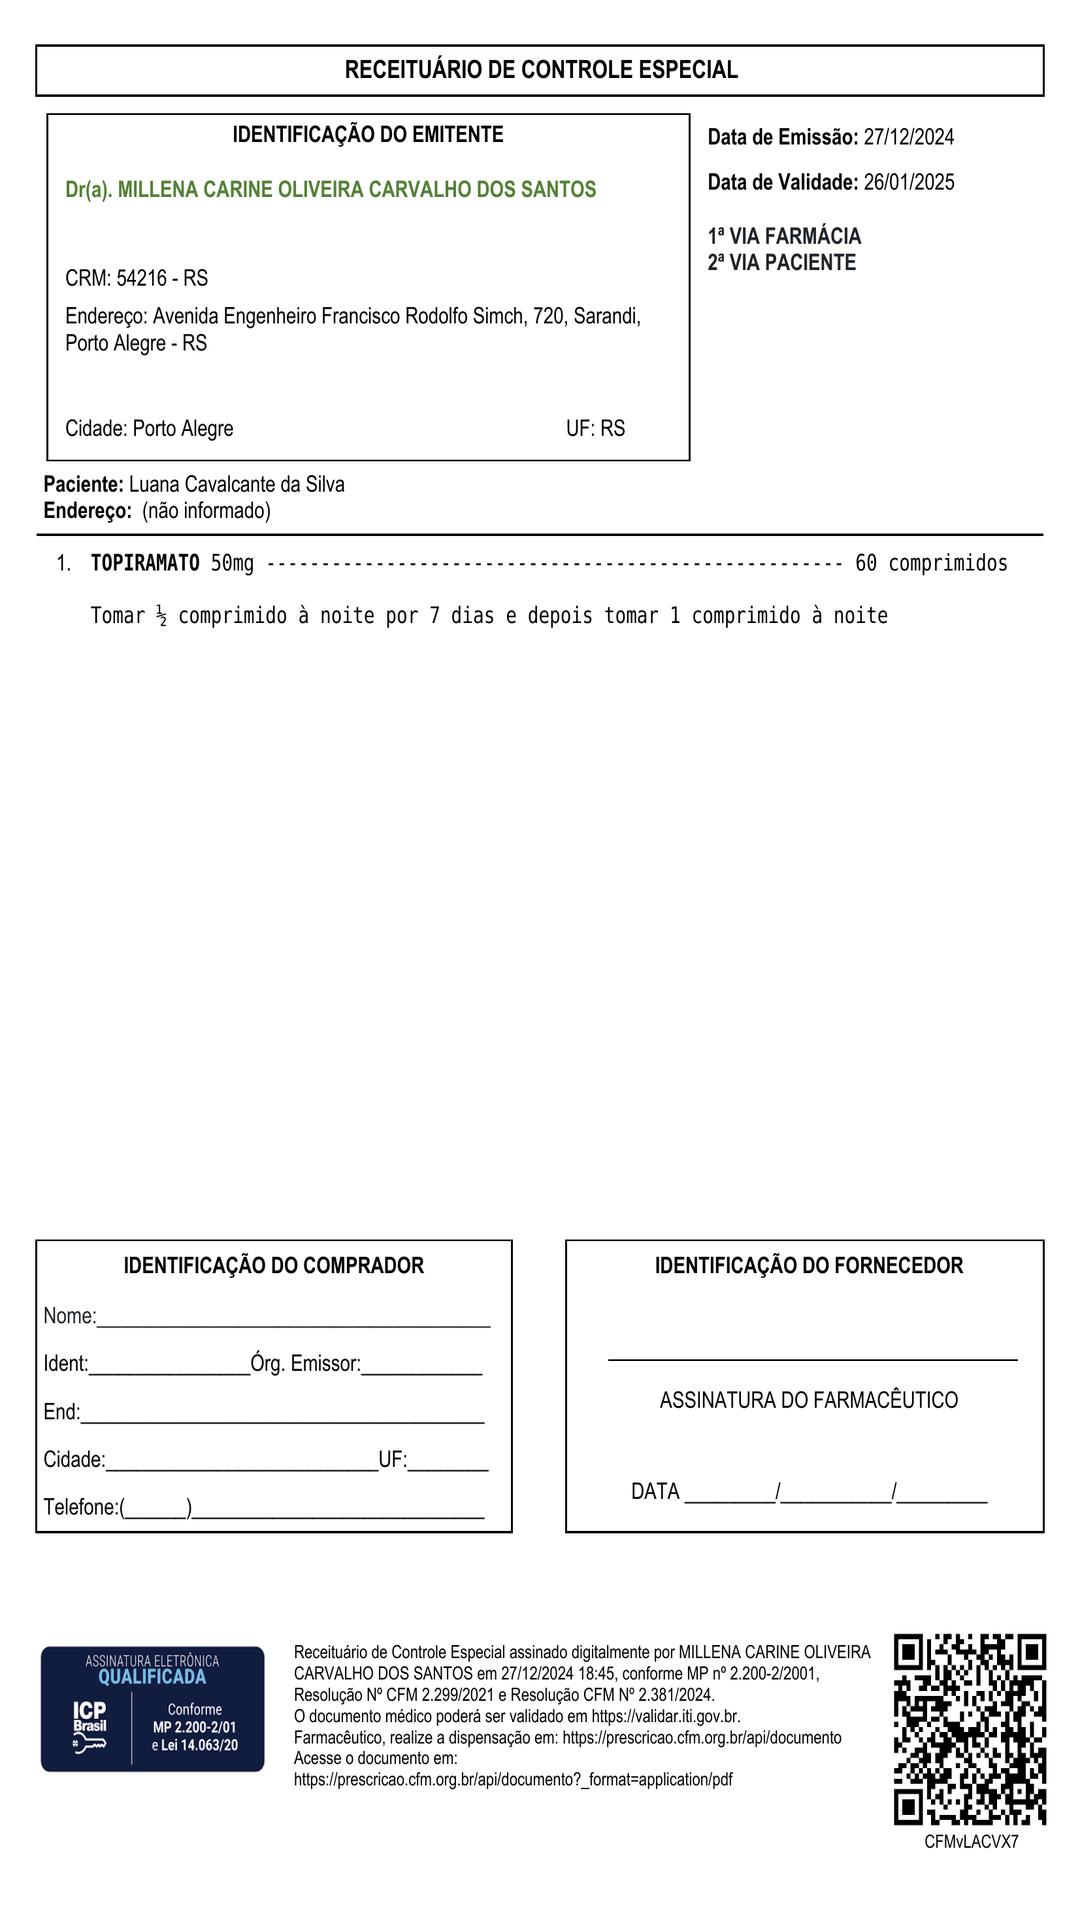 RECEITUÁRIO DE CONTROLE ESPECIAL
IDENTIFICAÇÃO DO EMITENTE
Dr(a). MILLENA CARINE OLIVEIRA CARVALHO DOS SANTOS
CRM: 54216 - RS
Endereço: Avenida Engenheiro Francisco Rodolfo Simch, 720, Sarandi,
Porto Alegre - RS
Cidade: Porto Alegre UF: RS
Data de Emissão: 27/12/2024
Data de Validade: 26/01/2025
1ª VIA FARMÁCIA
2ª VIA PACIENTE
Paciente: Luana Cavalcante da Silva
Endereço: (não informado)
1. TOPIRAMATO 50mg ----------------------------------------------------- 60 comprimidos
Tomar ½ comprimido à noite por 7 dias e depois tomar 1 comprimido à noite
IDENTIFICAÇÃO DO COMPRADOR
Nome:_______________________________________
Ident:________________Órg. Emissor:____________
End:________________________________________
Cidade:___________________________UF:________
Telefone:(______)_____________________________
IDENTIFICAÇÃO DO FORNECEDOR
ASSINATURA DO FARMACÊUTICO
DATA _________/___________/_________
ASSINATURA ELETRÔNICA
QUALIFICADA
ICP
Brasil
Conforme
MP 2.200-2/01
e Lei 14.063/20
Receituário de Controle Especial assinado digitalmente por MILLENA CARINE OLIVEIRA
CARVALHO DOS SANTOS em 27/12/2024 18:45, conforme MP nº 2.200-2/2001,
Resolução Nº CFM 2.299/2021 e Resolução CFM Nº 2.381/2024.
O documento médico poderá ser validado em https://validar.iti.gov.br.
Farmacêutico, realize a dispensação em: https://prescricao.cfm.org.br/api/documento
Acesse o documento em:
https://prescricao.cfm.org.br/api/documento?_format=application/pdf
CFMvLACVX7